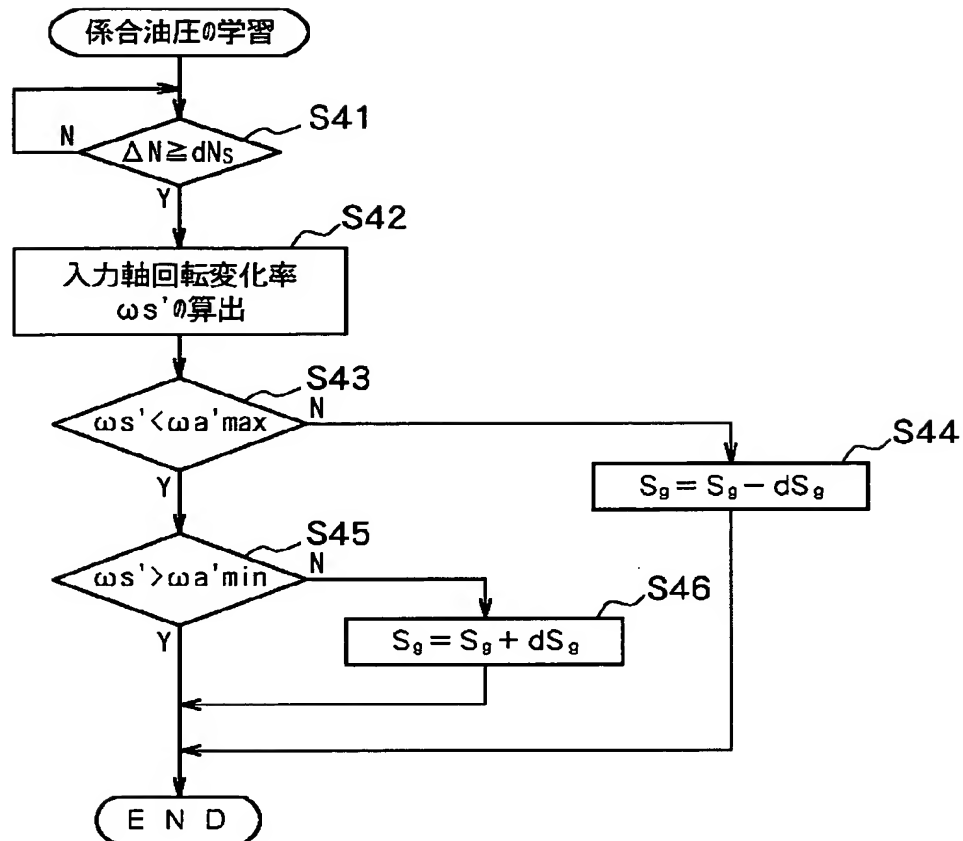 係合油圧の学習
S41
N
ΔN≧dNs
Y
S42
入力軸回転変化率
ωs'の算出
S43
ωs'<ωa'max
N
S44
Sg=Sg-dSg
Y
S45
ωs'>ωa'min
N
S46
Sg=Sg+dSg
Y
END